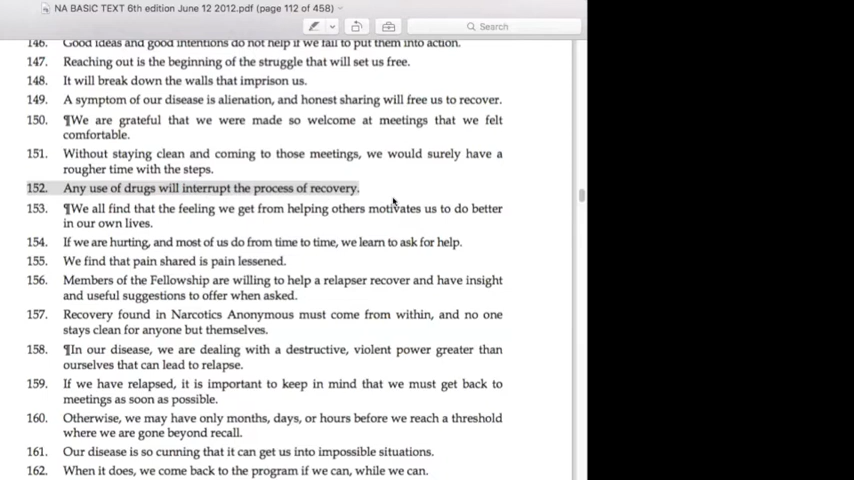 NA BASIC TEXT 6th edition June 12 2012.pdf (page 112 of 458)
Search
146. Good ideas and good intentions do not help if we fail to put them into action.
147. Reaching out is the beginning of the struggle that will set us free.
148. It will break down the walls that imprison us.
149. A symptom of our disease is alienation, and honest sharing will free us to recover.
150. ¶We are grateful that we were made so welcome at meetings that we felt
comfortable.
151. Without staying clean and coming to those meetings, we would surely have a
rougher time with the steps.
152. Any use of drugs will interrupt the process of recovery.
153. ¶We all find that the feeling we get from helping others motivates us to do better
in our own lives.
154. If we are hurting, and most of us do from time to time, we learn to ask for help.
155. We find that pain shared is pain lessened.
156. Members of the Fellowship are willing to help a relapser recover and have insight
and useful suggestions to offer when asked.
157. Recovery found in Narcotics Anonymous must come from within, and no one
stays clean for anyone but themselves.
158. ¶In our disease, we are dealing with a destructive, violent power greater than
ourselves that can lead to relapse.
159. If we have relapsed, it is important to keep in mind that we must get back to
meetings as soon as possible.
160. Otherwise, we may have only months, days, or hours before we reach a threshold
where we are gone beyond recall.
161. Our disease is so cunning that it can get us into impossible situations.
162. When it does, we come back to the program if we can, while we can.